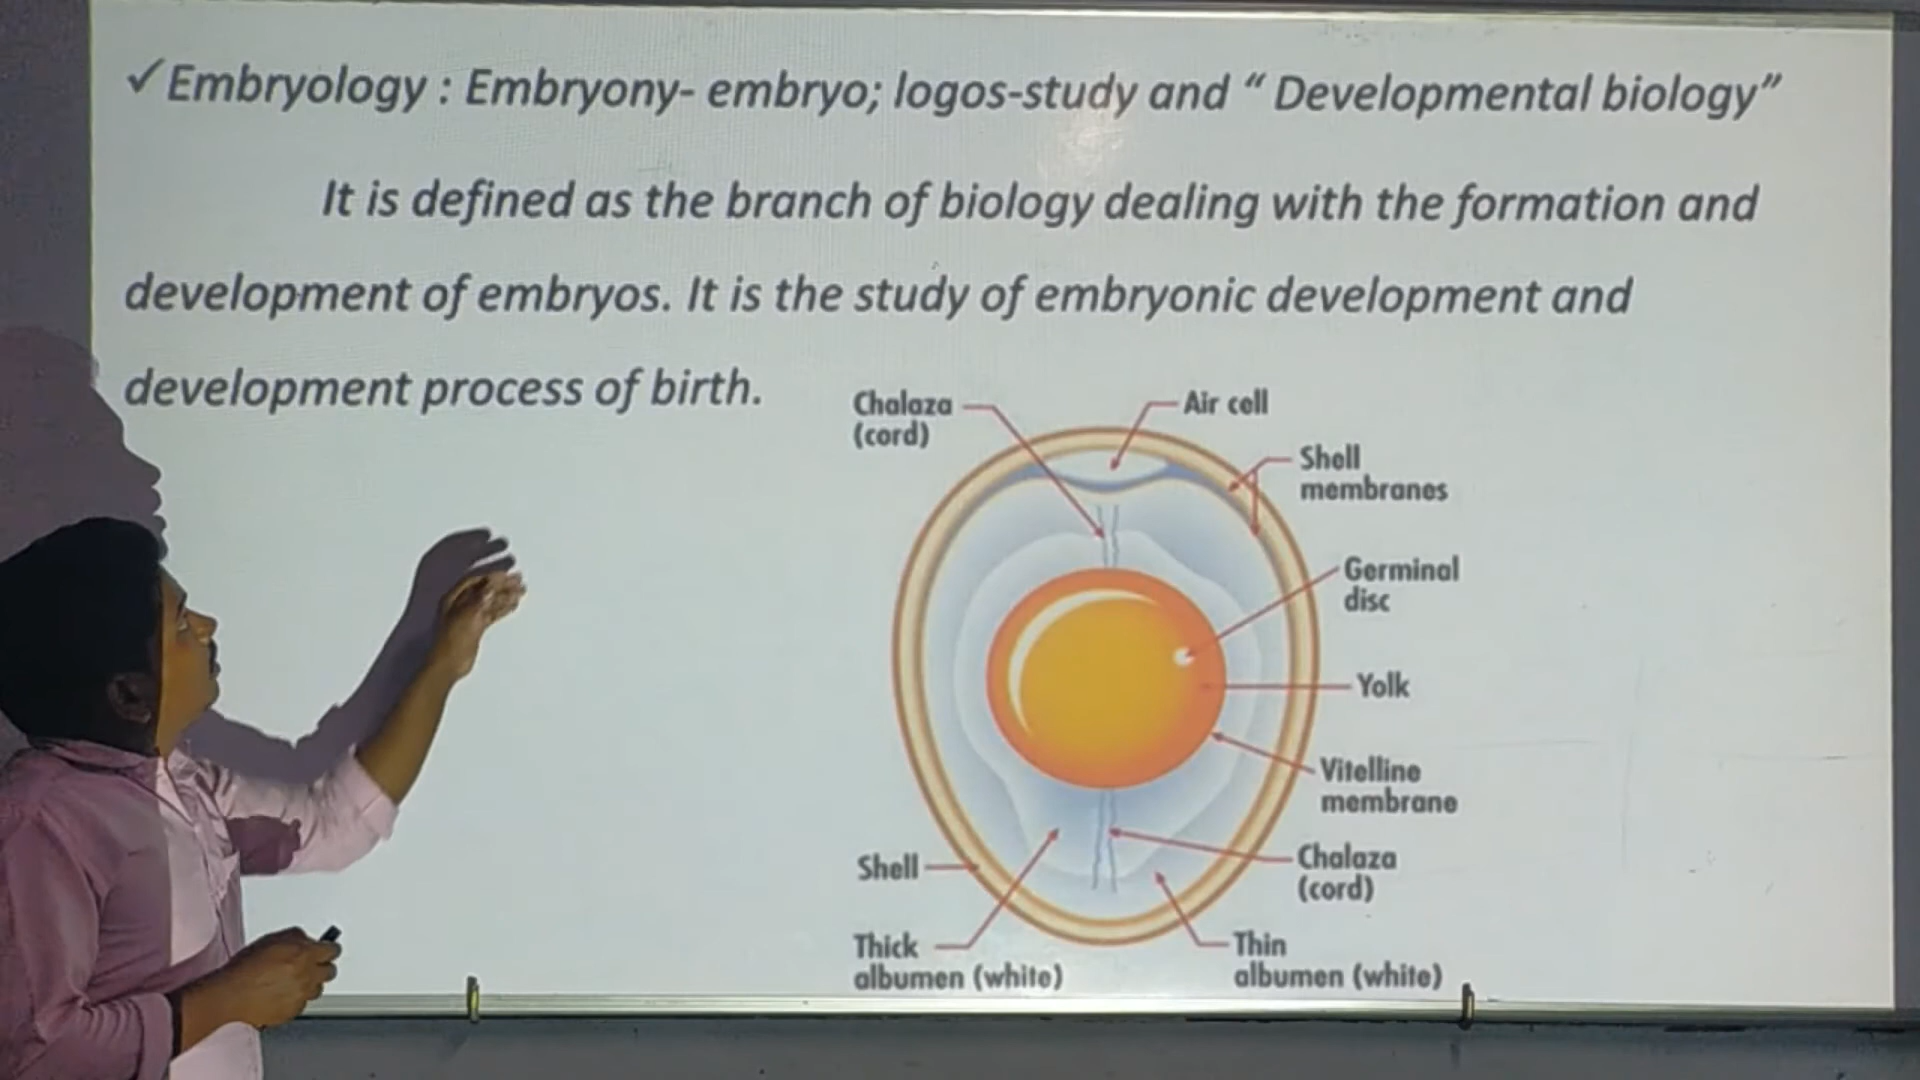 ✓Embryology : Embryony- embryo; logos-study and “ Developmental biology”
It is defined as the branch of biology dealing with the formation and
development of embryos. It is the study of embryonic development and
development process of birth.
Chalaza
(cord)
Air cell
Shell
membranes
Germinal
disc
Yolk
Vitelline
membrane
Chalaza
(cord)
Shell
Thick
albumen (white)
Thin
albumen (white)